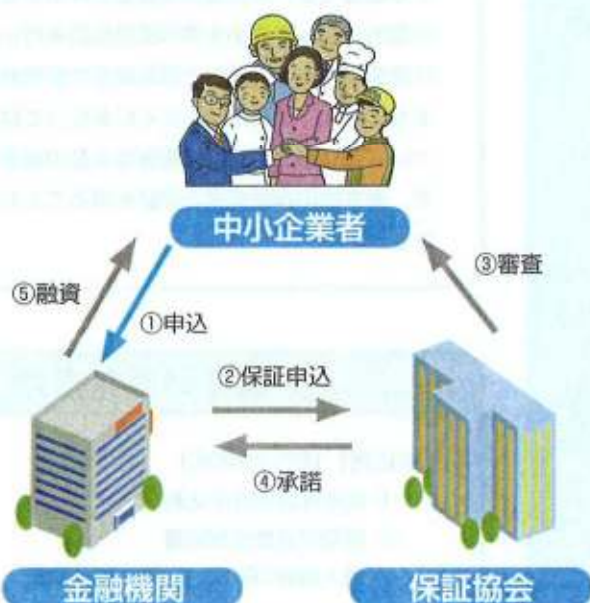 中小企業者
③審査
⑤融資
①申込
②保証申込
④承諾
金融機関
保証協会